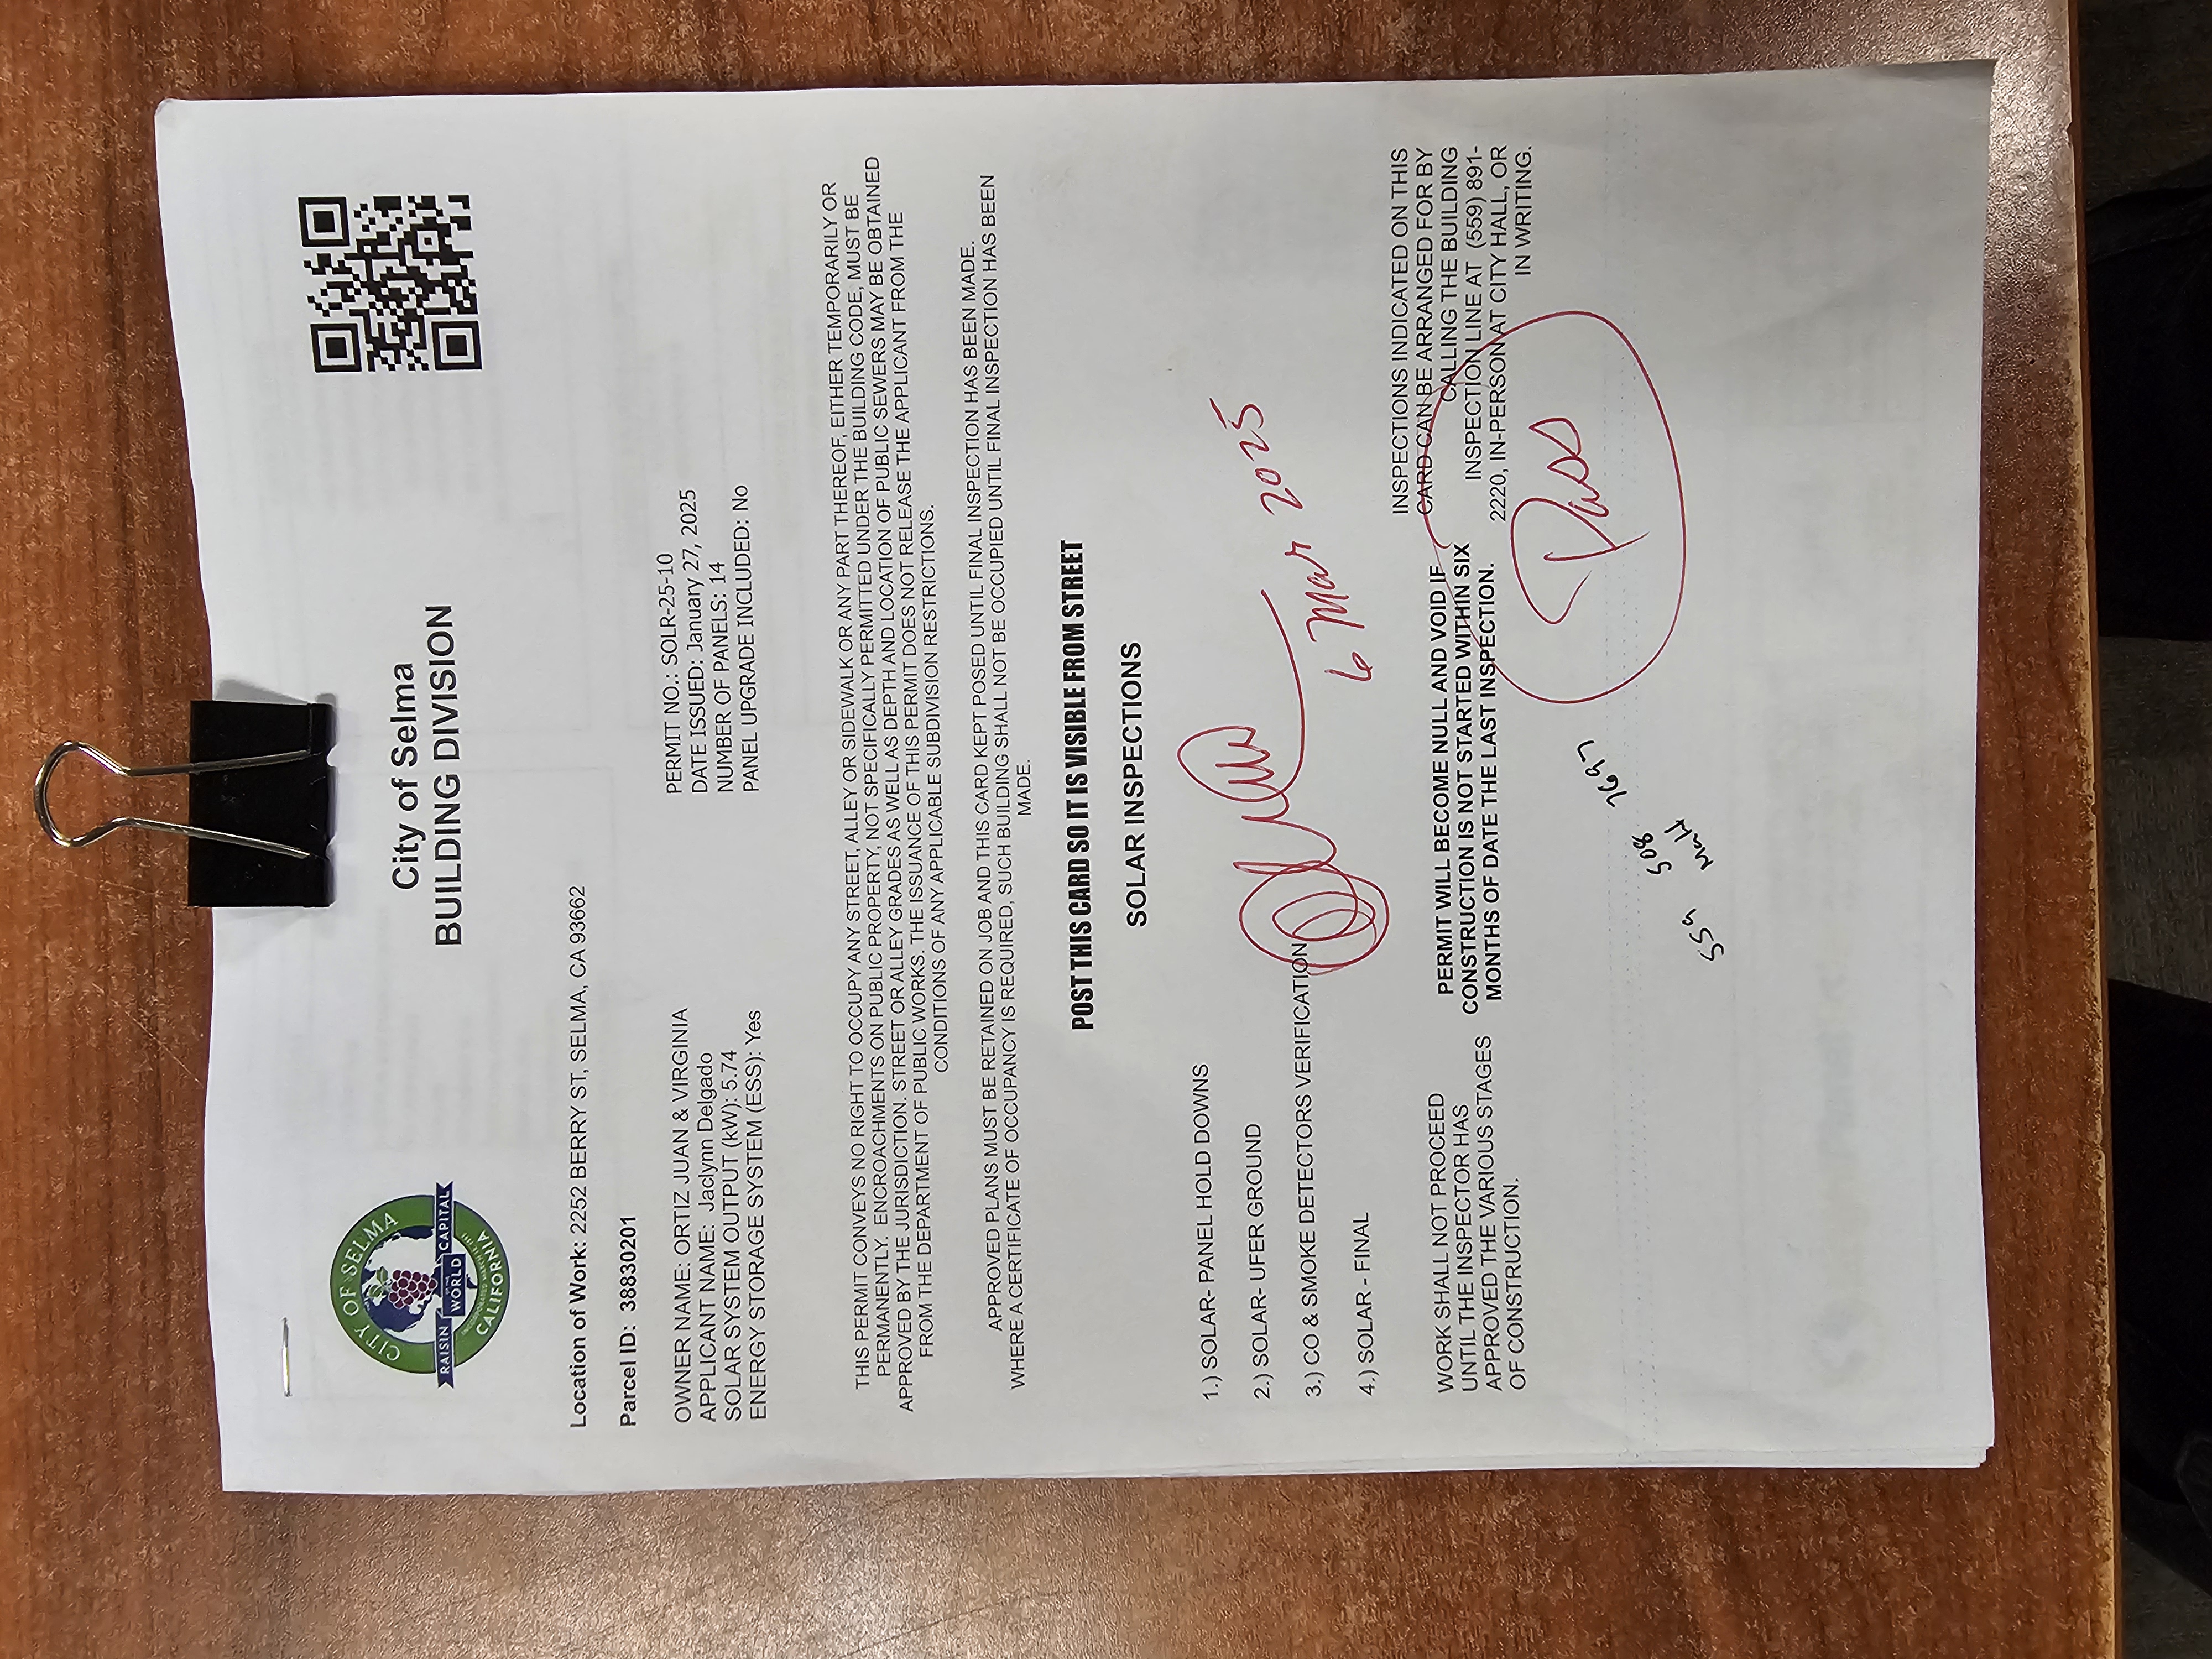 CITY OF SELMA
RAISIN CAPITAL
OF THE
WORLD
INCORPORATED MARCH 15, 1893
CALIFORNIA
City of Selma
BUILDING DIVISION
Location of Work: 2252 BERRY ST, SELMA, CA 93662
Parcel ID: 38830201
OWNER NAME: ORTIZ JUAN & VIRGINIA
APPLICANT NAME: Jaclynn Delgado
SOLAR SYSTEM OUTPUT (kW): 5.74
ENERGY STORAGE SYSTEM (ESS): Yes
PERMIT NO.: SOLR-25-10
DATE ISSUED: January 27, 2025
NUMBER OF PANELS: 14
PANEL UPGRADE INCLUDED: No
THIS PERMIT CONVEYS NO RIGHT TO OCCUPY ANY STREET, ALLEY OR SIDEWALK OR ANY PART THEREOF, EITHER TEMPORARILY OR
PERMANENTLY. ENCROACHMENTS ON PUBLIC PROPERTY, NOT SPECIFICALLY PERMITTED UNDER THE BUILDING CODE, MUST BE
APPROVED BY THE JURISDICTION. STREET OR ALLEY GRADES AS WELL AS DEPTH AND LOCATION OF PUBLIC SEWERS MAY BE OBTAINED
FROM THE DEPARTMENT OF PUBLIC WORKS. THE ISSUANCE OF THIS PERMIT DOES NOT RELEASE THE APPLICANT FROM THE
CONDITIONS OF ANY APPLICABLE SUBDIVISION RESTRICTIONS.
APPROVED PLANS MUST BE RETAINED ON JOB AND THIS CARD KEPT POSED UNTIL FINAL INSPECTION HAS BEEN MADE.
WHERE A CERTIFICATE OF OCCUPANCY IS REQUIRED, SUCH BUILDING SHALL NOT BE OCCUPIED UNTIL FINAL INSPECTION HAS BEEN
MADE.
POST THIS CARD SO IT IS VISIBLE FROM STREET
SOLAR INSPECTIONS
1.) SOLAR- PANEL HOLD DOWNS
2.) SOLAR- UFER GROUND
3.) CO & SMOKE DETECTORS VERIFICATION
4.) SOLAR - FINAL
6 Mar 2025
WORK SHALL NOT PROCEED
UNTIL THE INSPECTOR HAS
APPROVED THE VARIOUS STAGES
OF CONSTRUCTION.
PERMIT WILL BECOME NULL AND VOID IF
CONSTRUCTION IS NOT STARTED WITHIN SIX
MONTHS OF DATE THE LAST INSPECTION.
INSPECTIONS INDICATED ON THIS
CARD CAN BE ARRANGED FOR BY
CALLING THE BUILDING
INSPECTION LINE AT (559) 891-
2220, IN-PERSON AT CITY HALL, OR
IN WRITING.
Pass
559 508 7697
Matt